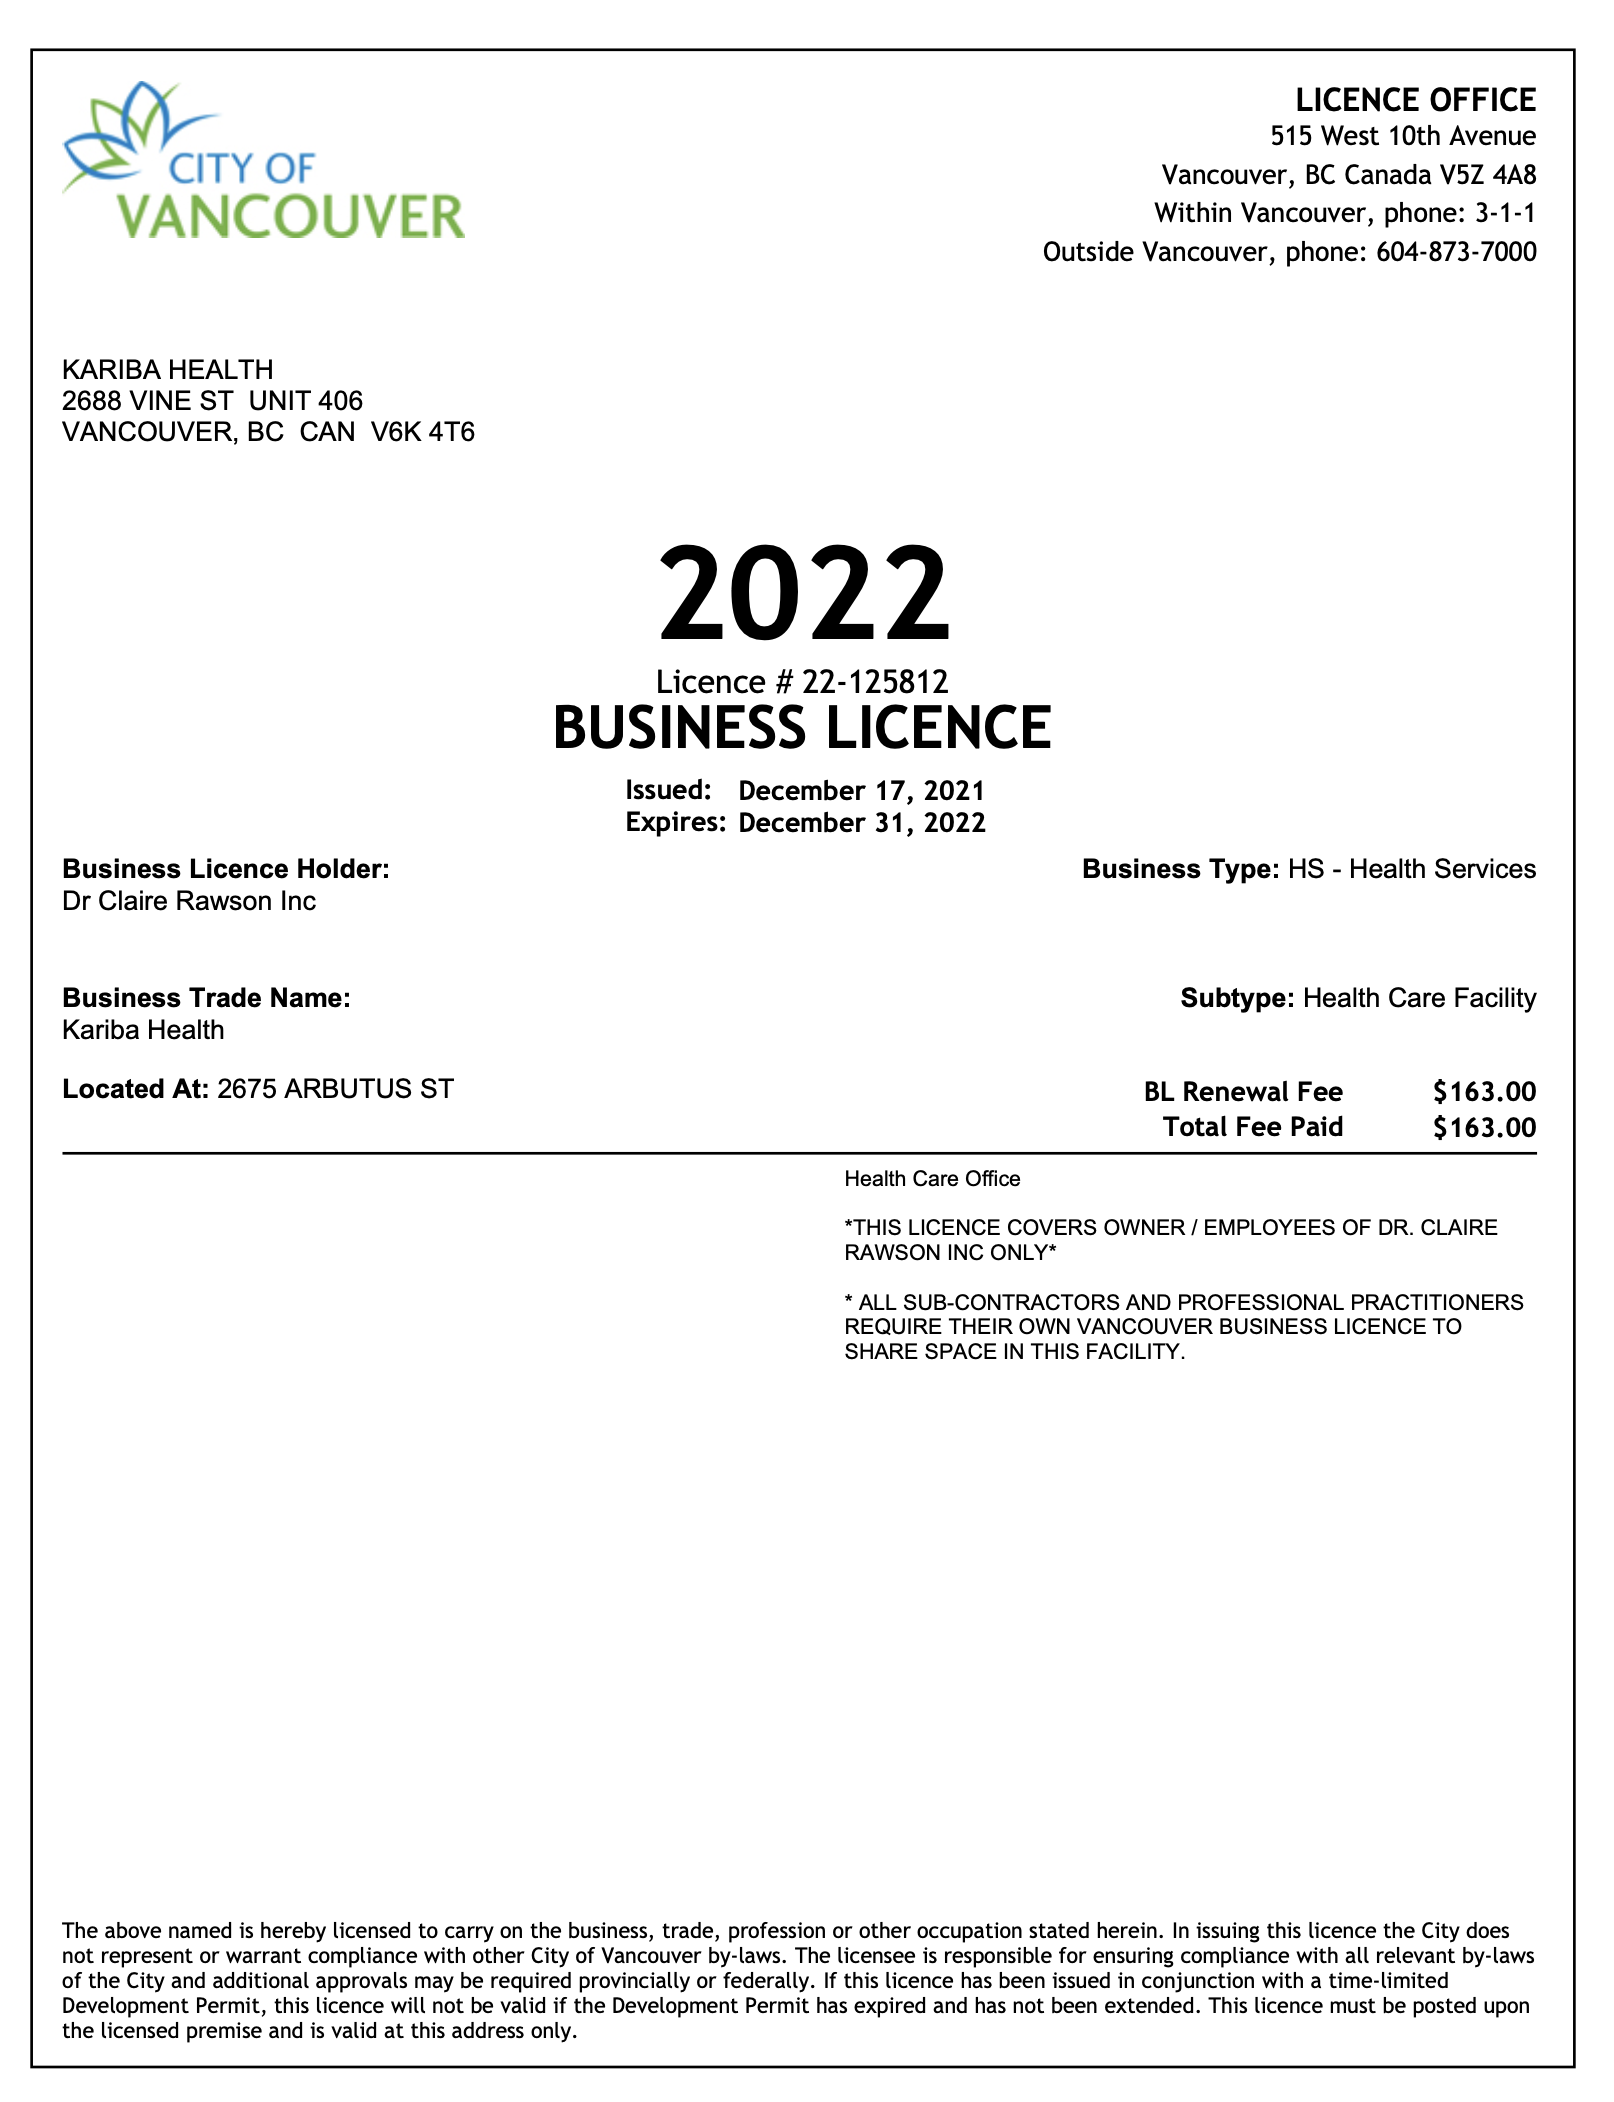 CITY OF
VANCOUVER
LICENCE OFFICE
515 West 10th Avenue
Vancouver, BC Canada V5Z 4A8
Within Vancouver, phone: 3-1-1
Outside Vancouver, phone: 604-873-7000
KARIBA HEALTH
2688 VINE ST  UNIT 406
VANCOUVER, BC  CAN  V6K 4T6
2022
Licence # 22-125812
BUSINESS LICENCE
Issued: December 17, 2021
Expires: December 31, 2022
Business Licence Holder:
Dr Claire Rawson Inc
Business Type: HS - Health Services
Business Trade Name:
Kariba Health
Subtype: Health Care Facility
Located At: 2675 ARBUTUS ST
BL Renewal Fee $163.00
Total Fee Paid $163.00
Health Care Office
*THIS LICENCE COVERS OWNER / EMPLOYEES OF DR. CLAIRE
RAWSON INC ONLY*
* ALL SUB-CONTRACTORS AND PROFESSIONAL PRACTITIONERS
REQUIRE THEIR OWN VANCOUVER BUSINESS LICENCE TO
SHARE SPACE IN THIS FACILITY.
The above named is hereby licensed to carry on the business, trade, profession or other occupation stated herein. In issuing this licence the City does
not represent or warrant compliance with other City of Vancouver by-laws. The licensee is responsible for ensuring compliance with all relevant by-laws
of the City and additional approvals may be required provincially or federally. If this licence has been issued in conjunction with a time-limited
Development Permit, this licence will not be valid if the Development Permit has expired and has not been extended. This licence must be posted upon
the licensed premise and is valid at this address only.